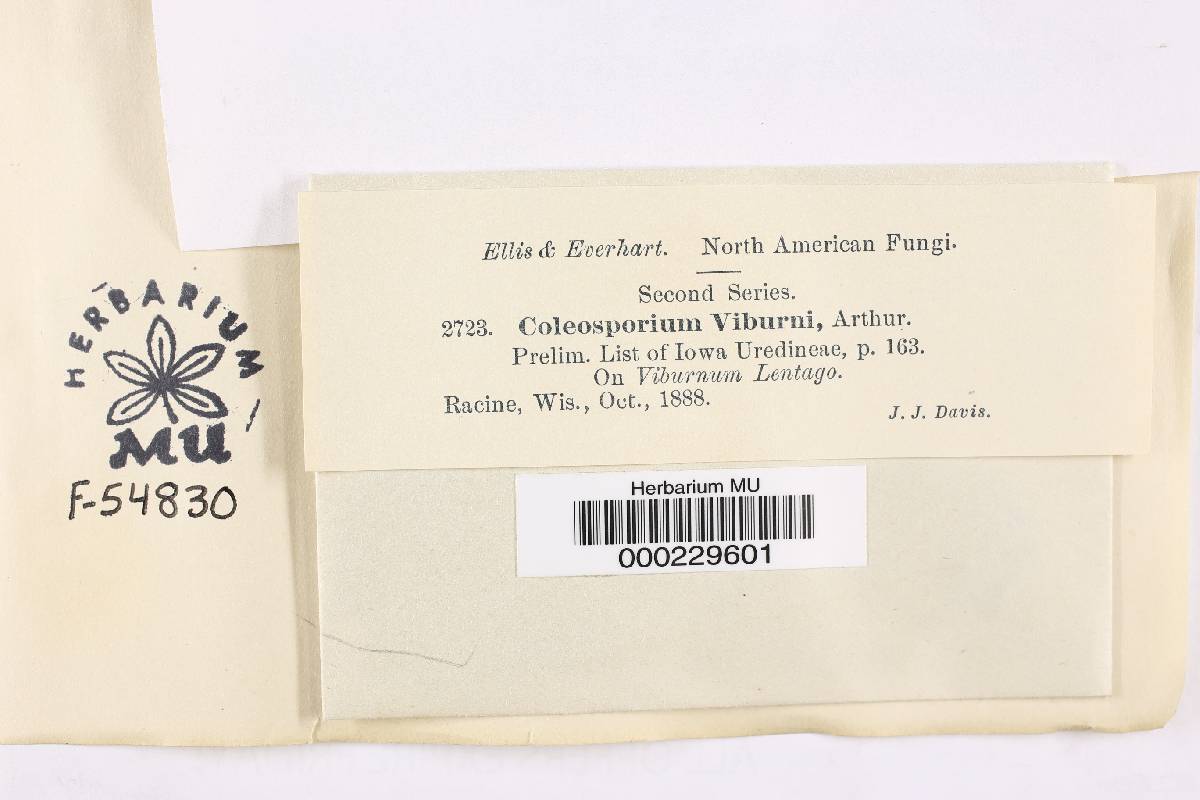 Ellis & Everhart. North American Fungi.
Second Series.
2723. Coleosporium Viburni, Arthur.
Prelim. List of Iowa Uredineae, p. 163.
On Viburnum Lentago.
Racine, Wis., Oct., 1888.
J. J. Davis.
HERBARIUM
MU
F-54830
Herbarium MU
000229601